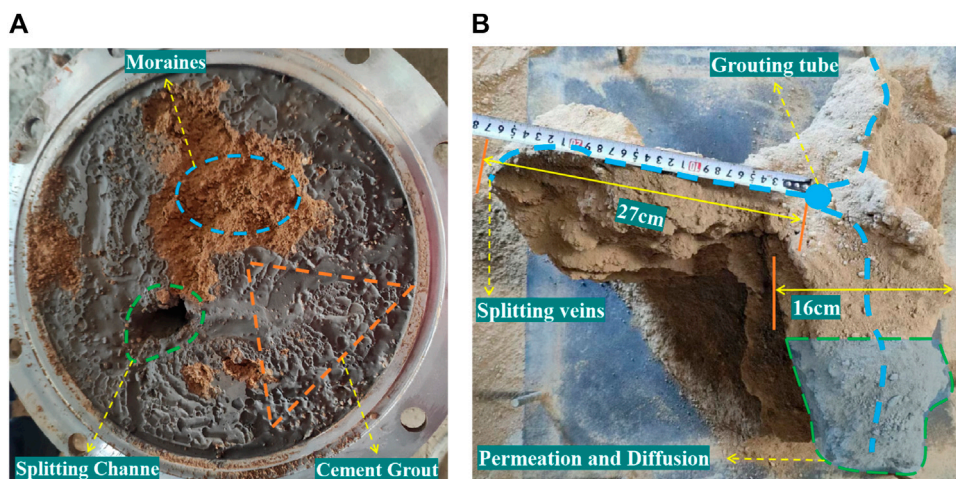 A
B
Moraines
Grouting tube
27cm
16cm
Splitting veins
Splitting Channe
Cement Grout
Permeation and Diffusion